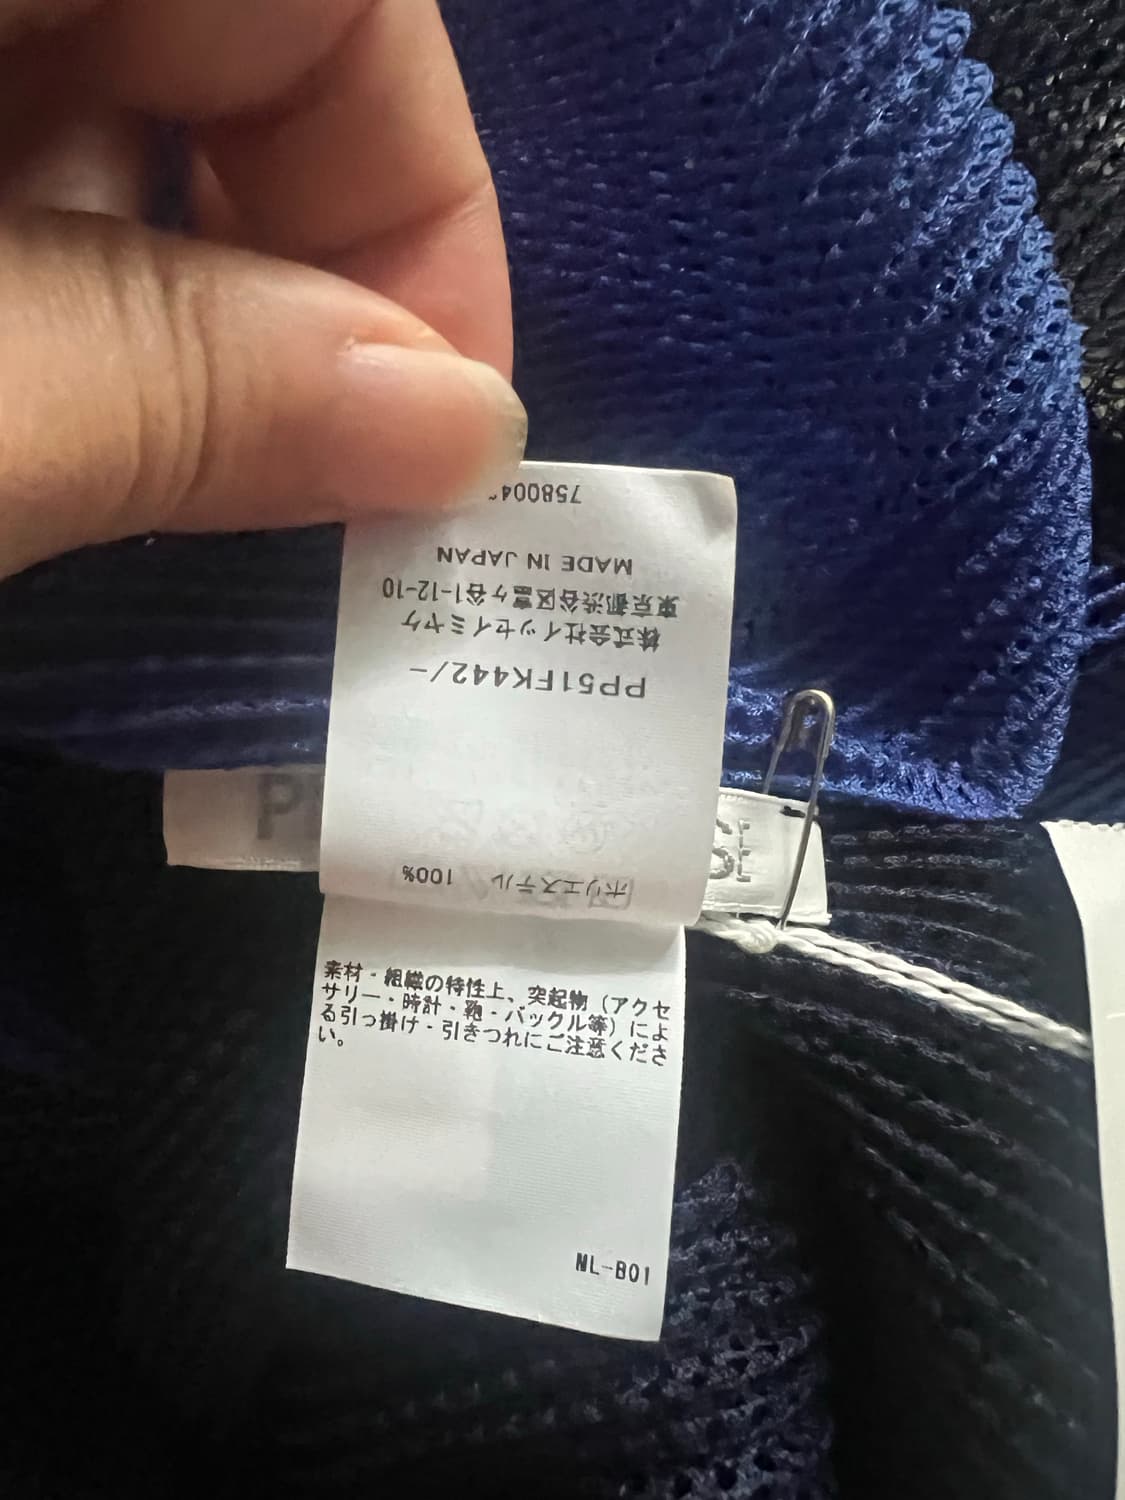 ポリエステル 100%
PP51FK442/-
株式会社イッセイミヤケ
東京都渋谷区富ヶ谷1-12-10
MADE IN JAPAN
素材・組織の特性上、突起物（アクセ
サリー・時計・鞄・バックル等）によ
る引っ掛け・引きつれにご注意くださ
い。
NL-B01